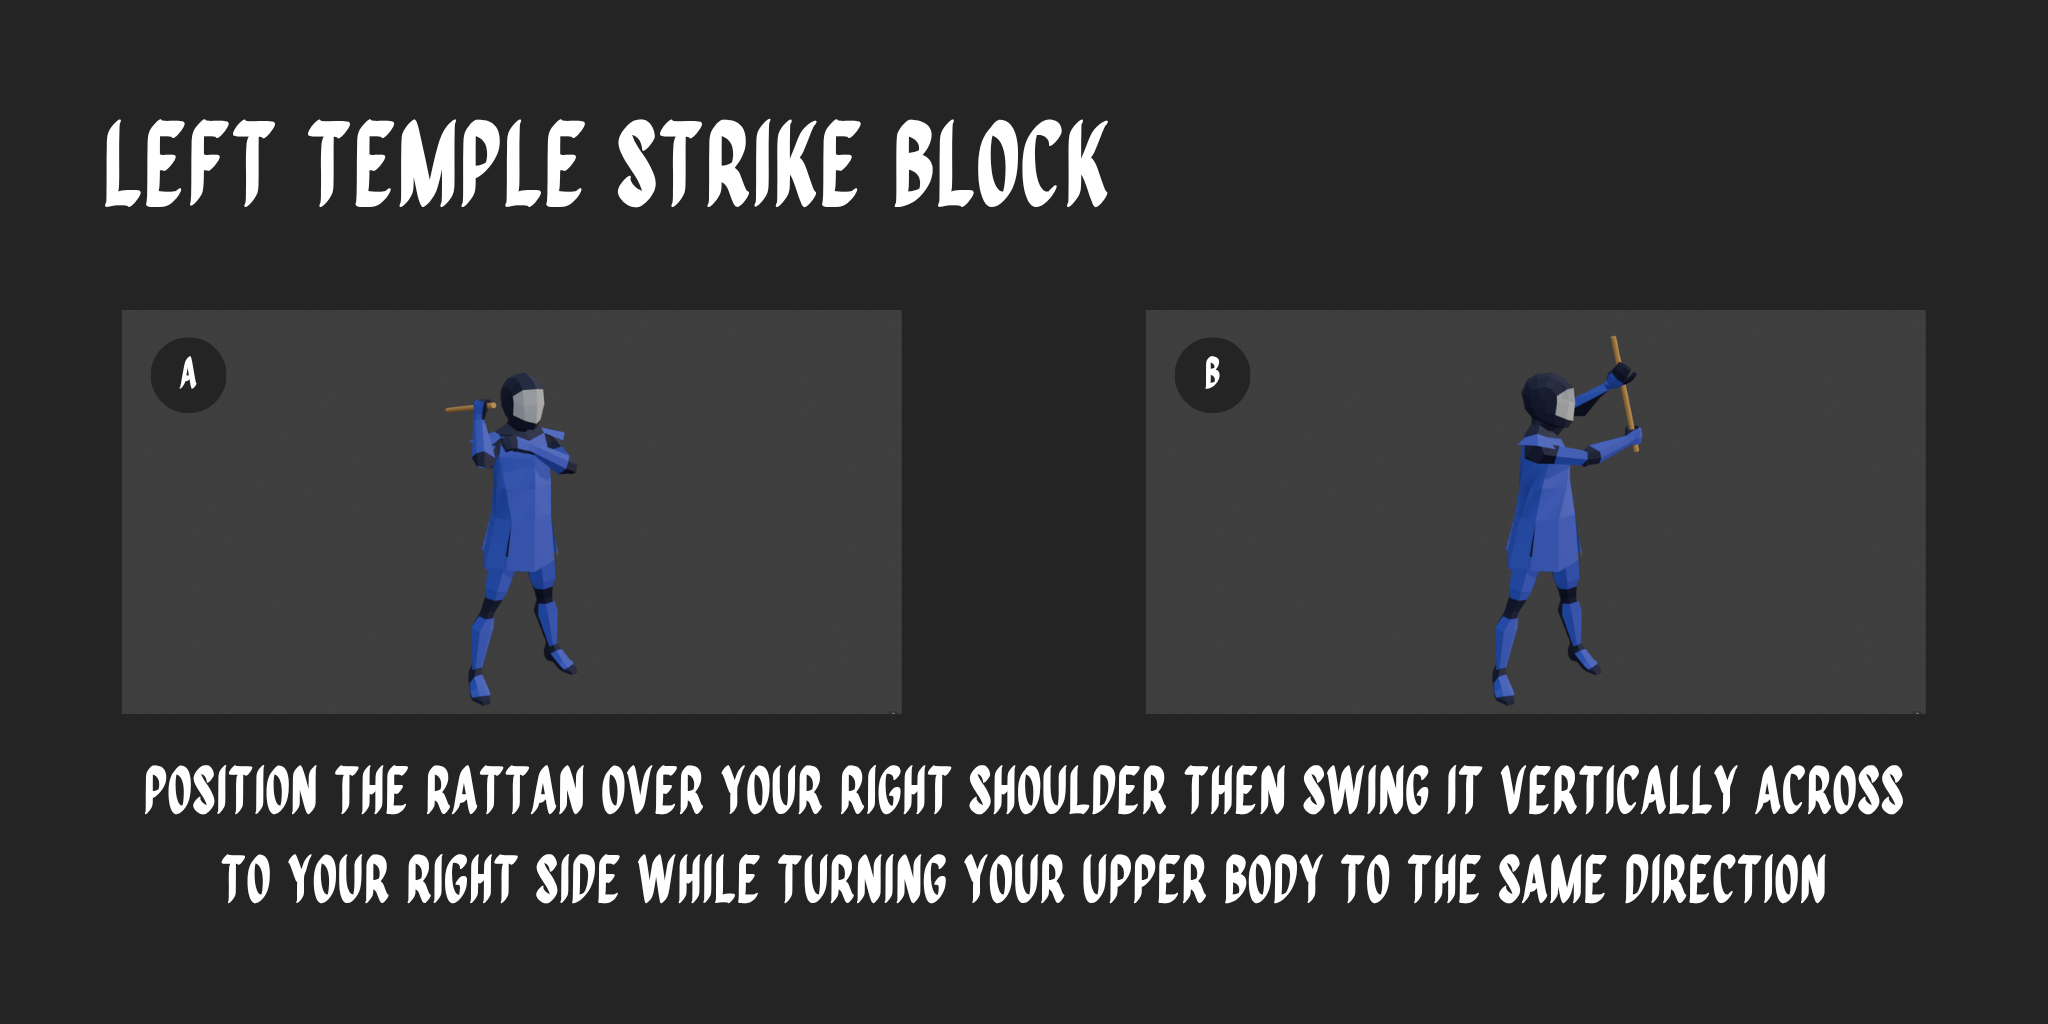 LEFT TEMPLE STRIKE BLOCK
A
B
POSITION THE RATTAN OVER YOUR RIGHT SHOULDER THEN SWING IT VERTICALLY ACROSS
TO YOUR RIGHT SIDE WHILE TURNING YOUR UPPER BODY TO THE SAME DIRECTION